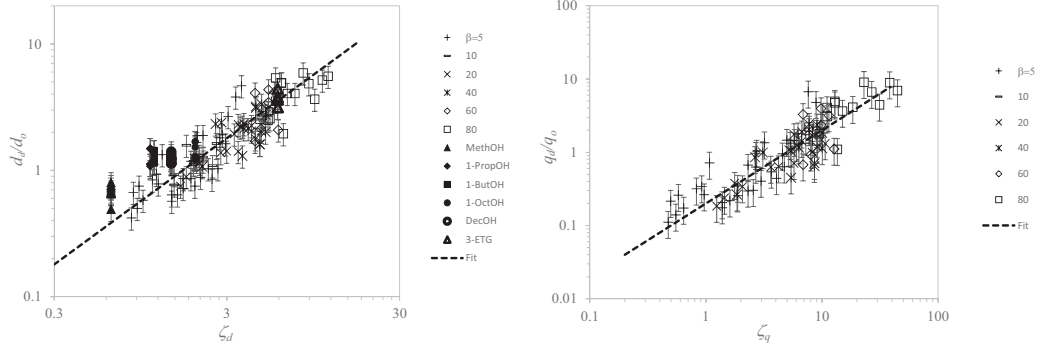 10
1
0.1
d_d/d_o
0.3
3
30
ζ_d
β=5
10
20
40
60
80
MethOH
1-PropOH
1-ButOH
1-OctOH
DecOH
3-ETG
Fit
100
10
1
0.1
0.01
q_d/q_o
0.1
1
10
100
ζ_q
β=5
10
20
40
60
80
Fit